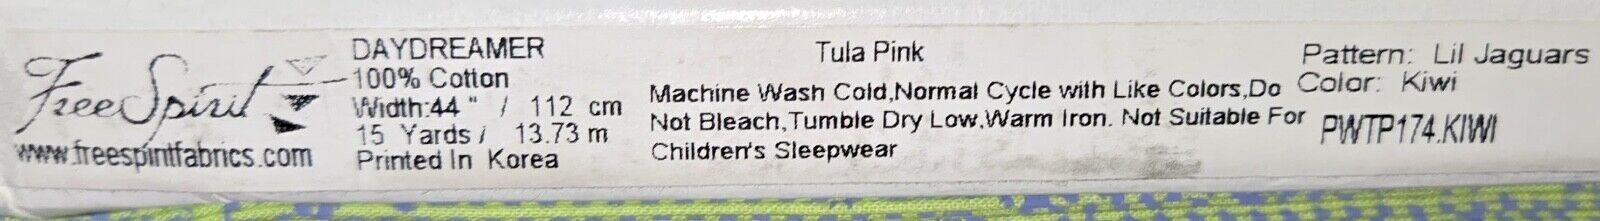 FreeSpirit
www.freespiritfabrics.com
DAYDREAMER
100% Cotton
Width:44 " / 112 cm
15 Yards / 13.73 m
Printed In Korea
Tula Pink
Machine Wash Cold,Normal Cycle with Like Colors,Do
Not Bleach,Tumble Dry Low,Warm Iron. Not Suitable For
Children's Sleepwear
Pattern: Lil Jaguars
Color: Kiwi
PWTP174.KIWI